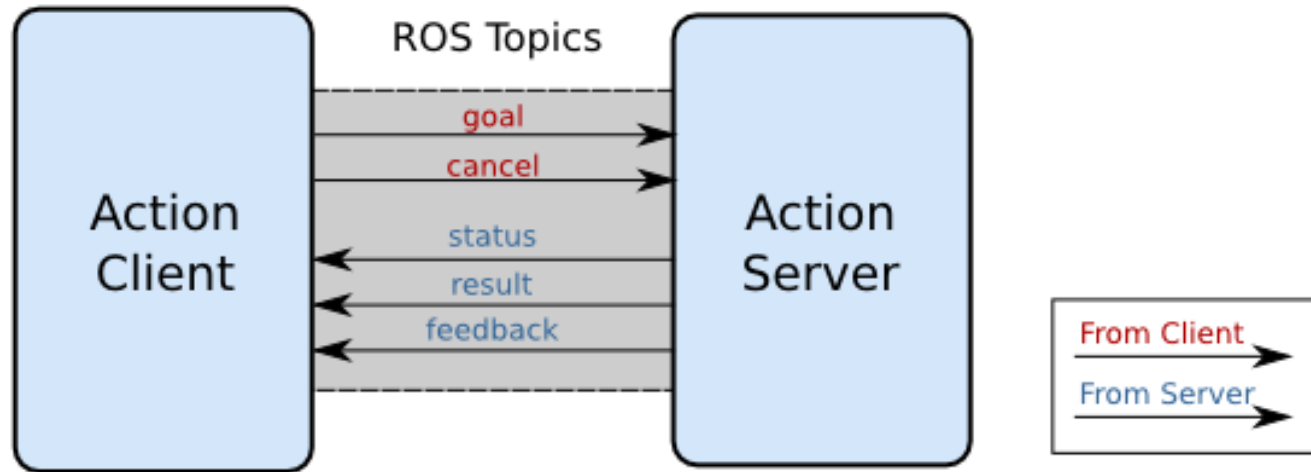 ROS Topics
goal
cancel
status
result
feedback
Action
Client
Action
Server
From Client
From Server